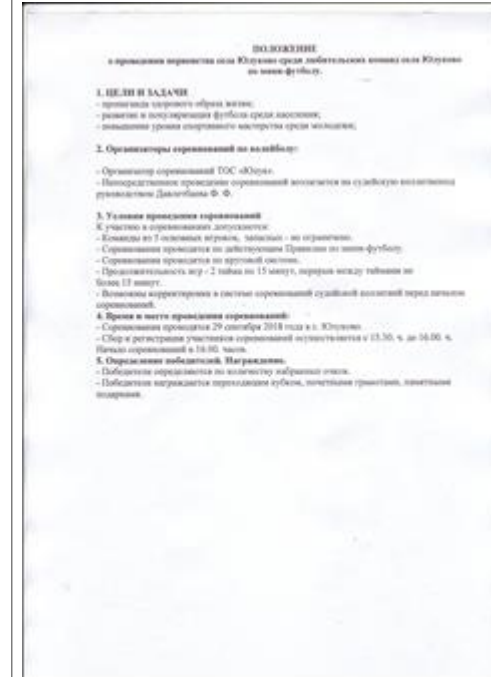 ПОЛОЖЕНИЕ
о проведении первенства села Юлуково среди любительских команд села Юлуково
по мини-футболу.
1. ЦЕЛИ И ЗАДАЧИ
- пропаганда здорового образа жизни;
- развитие и популяризация футбола среди населения;
- повышение уровня спортивного мастерства среди молодежи;
2. Организаторы соревнований по волейболу:
- Организатор соревнований ТОС «Юлук».
- Непосредственное проведение соревнований возлагается на судейскую коллегию под
руководством Давлетбаева Ф. Ф.
3. Условия проведения соревнований
К участию в соревнованиях допускаются:
- Команды из основных игроков, запасных - не ограничено.
- Соревнования проводятся по действующим Правилам по мини-футболу.
- Соревнования проводятся по круговой системе.
- Продолжительность игр - 2 тайма по 15 минут, перерыв между таймами не
более 15 минут.
- Возможны корректировки в системе соревнований судейской коллегией перед началом
соревнований.
4. Время и место проведения соревнований:
- Соревнования проводятся 29 сентября 2018 года в с. Юлуково
- Сбор и регистрация участников соревнований осуществляется с 15.30. ч. до 16.00. ч.
Начало соревнований в 16.00. часов.
5. Определение победителей. Награждение.
- Победители определяются по количеству набранных очков.
- Победители награждается переходящим кубком, почетными грамотами, памятными
подарками.